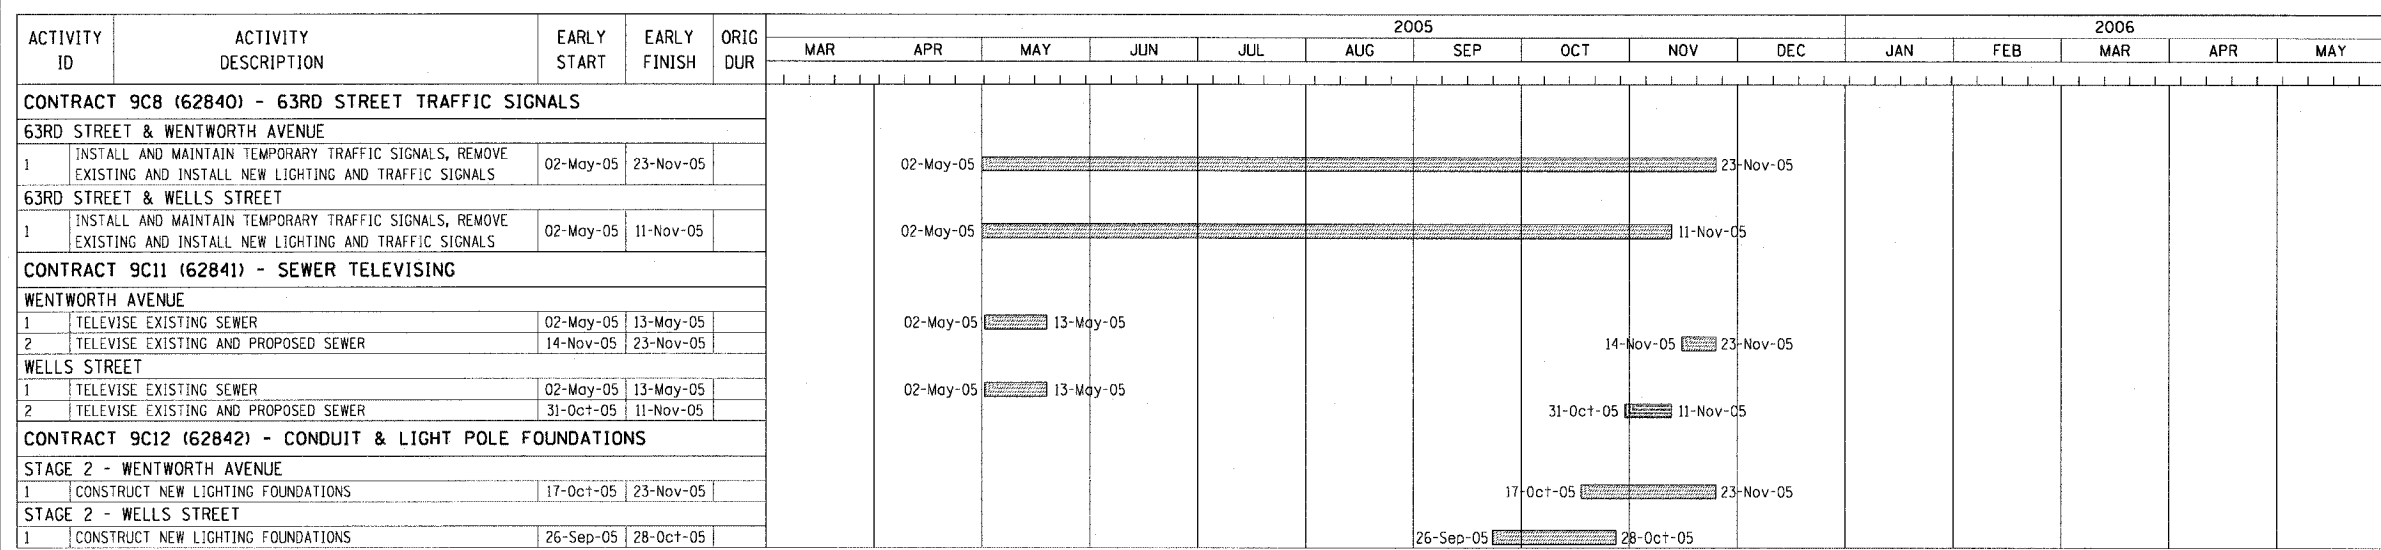 ACTIVITY ID ACTIVITY DESCRIPTION EARLY START EARLY FINISH ORIG DUR
2005 2006
MAR APR MAY JUN JUL AUG SEP OCT NOV DEC JAN FEB MAR APR MAY
CONTRACT 9C8 (62840) - 63RD STREET TRAFFIC SIGNALS
63RD STREET & WENTWORTH AVENUE
1 INSTALL AND MAINTAIN TEMPORARY TRAFFIC SIGNALS, REMOVE
EXISTING AND INSTALL NEW LIGHTING AND TRAFFIC SIGNALS 02-May-05 23-Nov-05 02-May-05 23-Nov-05
63RD STREET & WELLS STREET
1 INSTALL AND MAINTAIN TEMPORARY TRAFFIC SIGNALS, REMOVE
EXISTING AND INSTALL NEW LIGHTING AND TRAFFIC SIGNALS 02-May-05 11-Nov-05 02-May-05 11-Nov-05
CONTRACT 9C11 (62841) - SEWER TELEVISING
WENTWORTH AVENUE
1 TELEVISE EXISTING SEWER 02-May-05 13-May-05 02-May-05 13-May-05
2 TELEVISE EXISTING AND PROPOSED SEWER 14-Nov-05 23-Nov-05 14-Nov-05 23-Nov-05
WELLS STREET
1 TELEVISE EXISTING SEWER 02-May-05 13-May-05 02-May-05 13-May-05
2 TELEVISE EXISTING AND PROPOSED SEWER 31-Oct-05 11-Nov-05 31-Oct-05 11-Nov-05
CONTRACT 9C12 (62842) - CONDUIT & LIGHT POLE FOUNDATIONS
STAGE 2 - WENTWORTH AVENUE
1 CONSTRUCT NEW LIGHTING FOUNDATIONS 17-Oct-05 23-Nov-05 17-Oct-05 23-Nov-05
STAGE 2 - WELLS STREET
1 CONSTRUCT NEW LIGHTING FOUNDATIONS 26-Sep-05 28-Oct-05 26-Sep-05 28-Oct-05